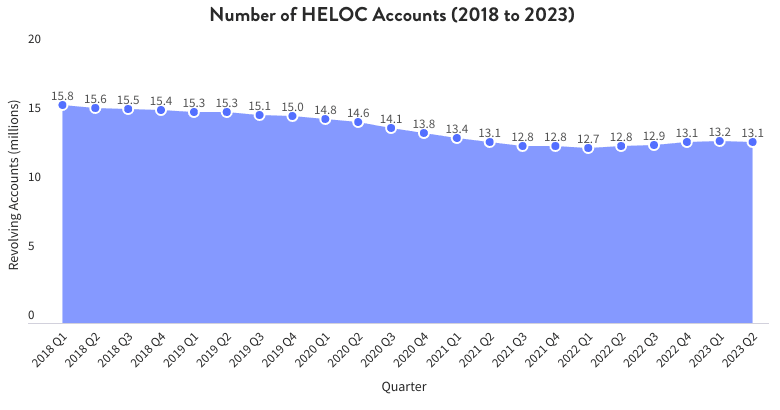 Number of HELOC Accounts (2018 to 2023)
20
15
10
5
0
Revolving Accounts (millions)
15.8 15.6 15.5 15.4 15.3 15.3 15.1 15.0 14.8 14.6 14.1 13.8 13.4 13.1 12.8 12.8 12.7 12.8 12.9 13.1 13.2 13.1
2018 Q1 2018 Q2 2018 Q3 2018 Q4 2019 Q1 2019 Q2 2019 Q3 2019 Q4 2020 Q1 2020 Q2 2020 Q3 2020 Q4 2021 Q1 2021 Q2 2021 Q3 2021 Q4 2022 Q1 2022 Q2 2022 Q3 2022 Q4 2023 Q1 2023 Q2
Quarter